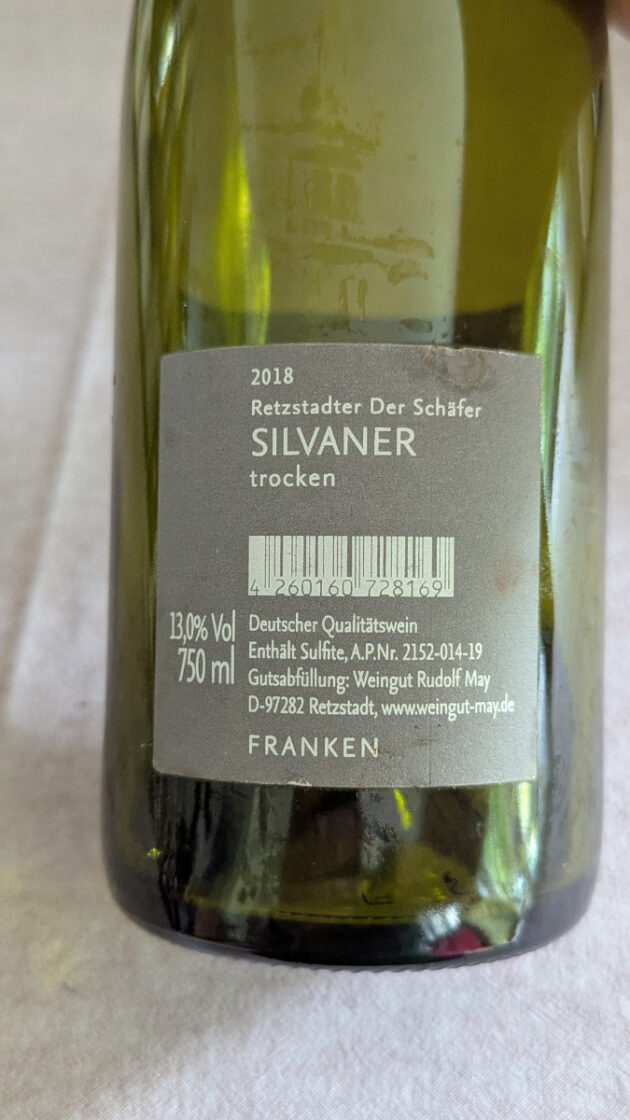 2018
Retzstadter Der Schäfer
SILVANER
trocken
4 260160 728169
13,0% Vol
750 ml
Deutscher Qualitätswein
Enthält Sulfite, A.P.Nr. 2152-014-19
Gutsabfüllung: Weingut Rudolf May
D-97282 Retzstadt, www.weingut-may.de
FRANKEN